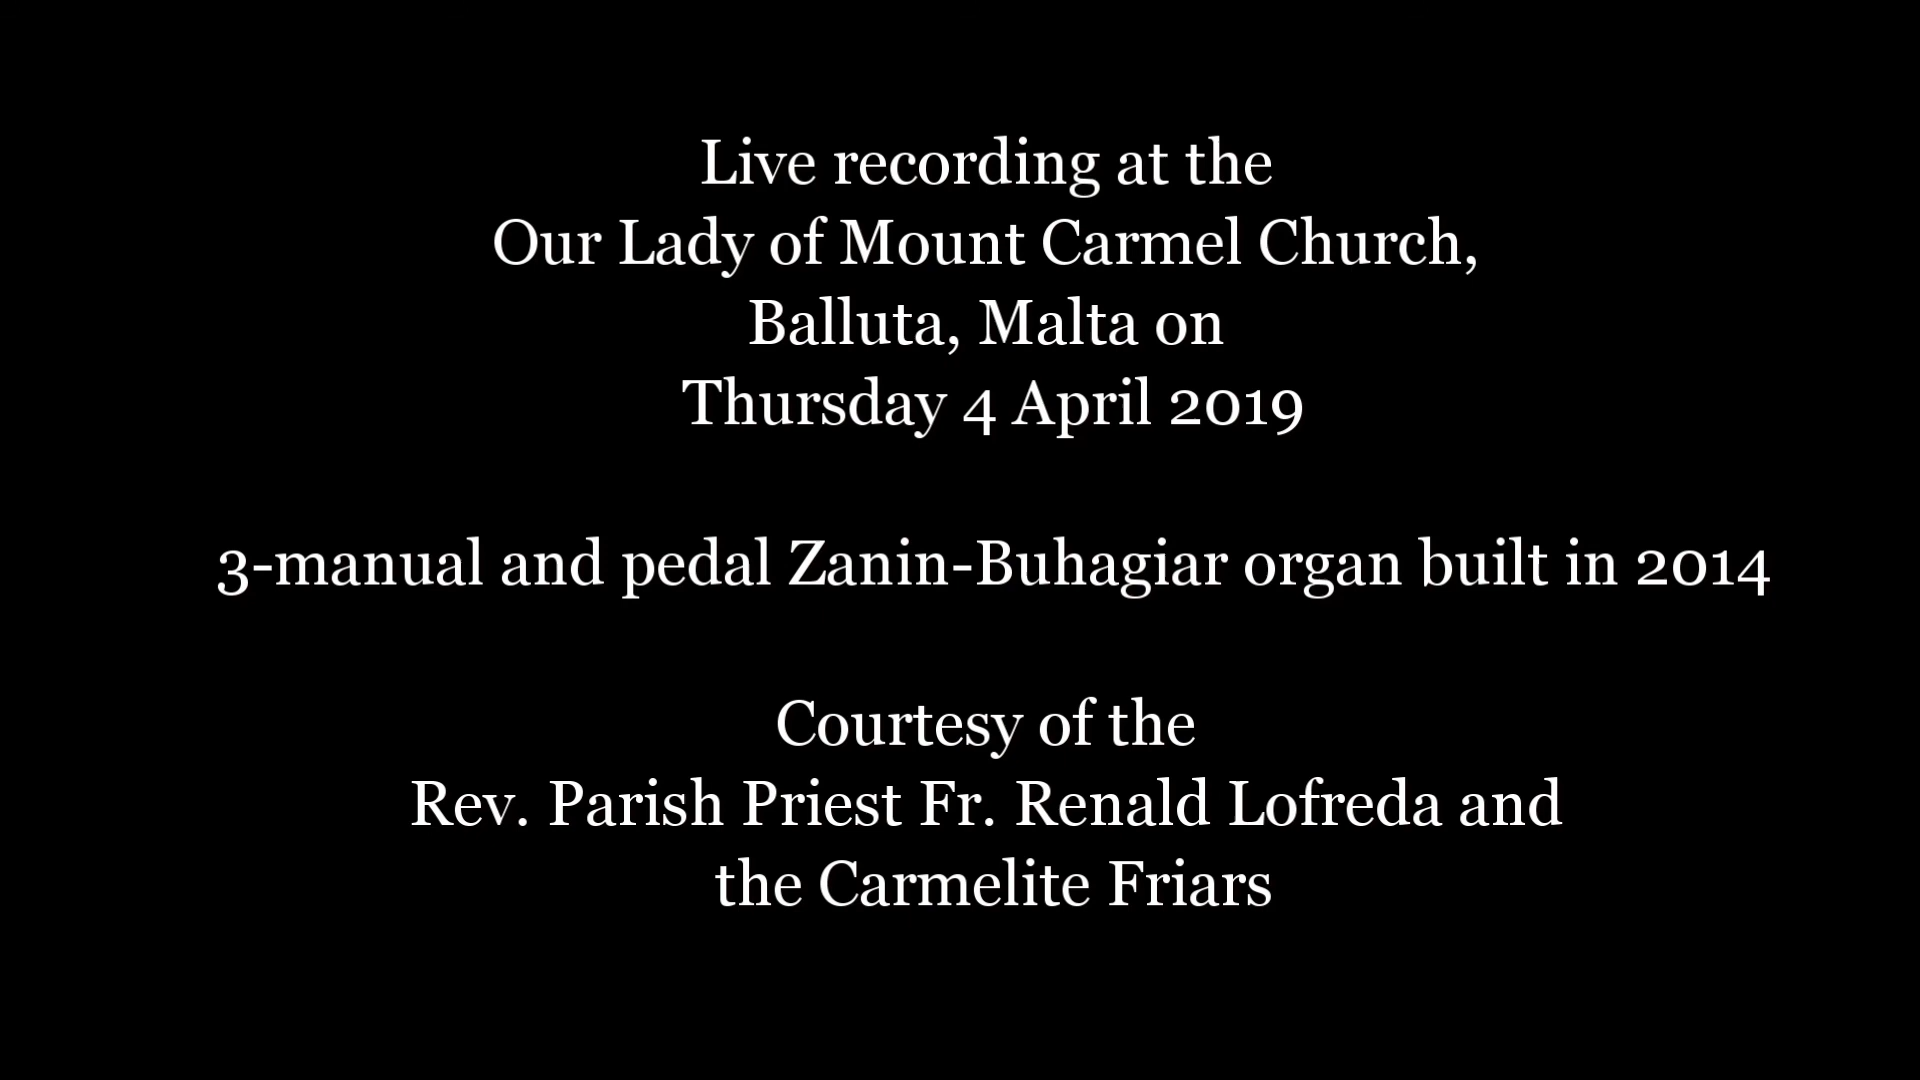 Live recording at the
Our Lady of Mount Carmel Church,
Balluta, Malta on
Thursday 4 April 2019
3-manual and pedal Zanin-Buhagiar organ built in 2014
Courtesy of the
Rev. Parish Priest Fr. Renald Lofreda and
the Carmelite Friars